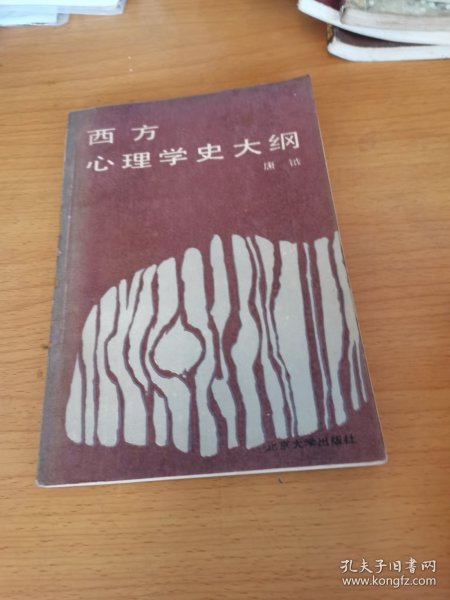 西方
心理学史大纲
唐钺
北京大学出版社
孔夫子旧书网
www.kongfz.com